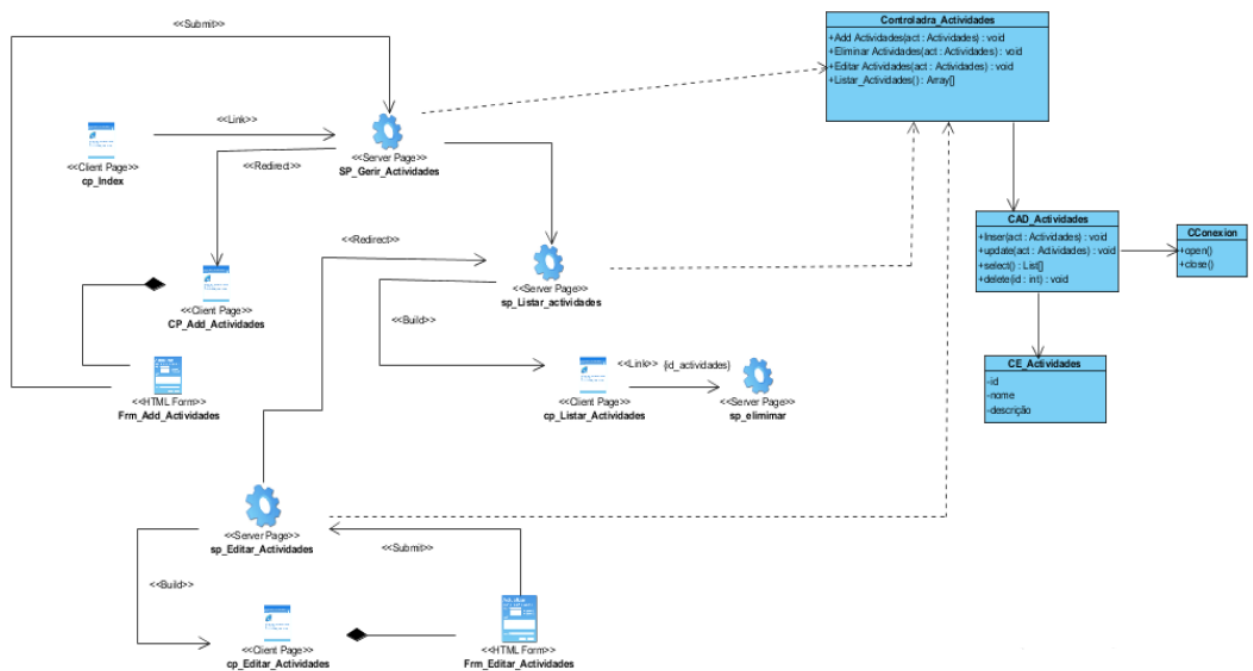 <<Submit>>
Controladra_Actividades
+Add Actividades(act : Actividades) : void
+Eliminar Actividades(act : Actividades) : void
+Editar Actividades(act : Actividades) : void
+Listar_Actividades() : Array[]
<<Link>>
<<Client Page>>
cp_Index
<<Server Page>>
SP_Gerir_Actividades
<<Redirect>>
CAD_Actividades
+Inser(act : Actividades) : void
+update(act : Actividades) : void
+select() : List[]
+delete(id : int) : void
CConexion
+open()
+close()
<<Redirect>>
<<Client Page>>
CP_Add_Actividades
<<Server Page>>
sp_Listar_actividades
<<Build>>
<<HTML Form>>
Frm_Add_Actividades
<<Link>> {id_actividades}
<<Client Page>>
cp_Listar_Actividades
<<Server Page>>
sp_elimimar
CE_Actividades
-id
-nome
-descrição
<<Server Page>>
sp_Editar_Actividades
<<Submit>>
<<Build>>
<<Client Page>>
cp_Editar_Actividades
<<HTML Form>>
Frm_Editar_Actividades